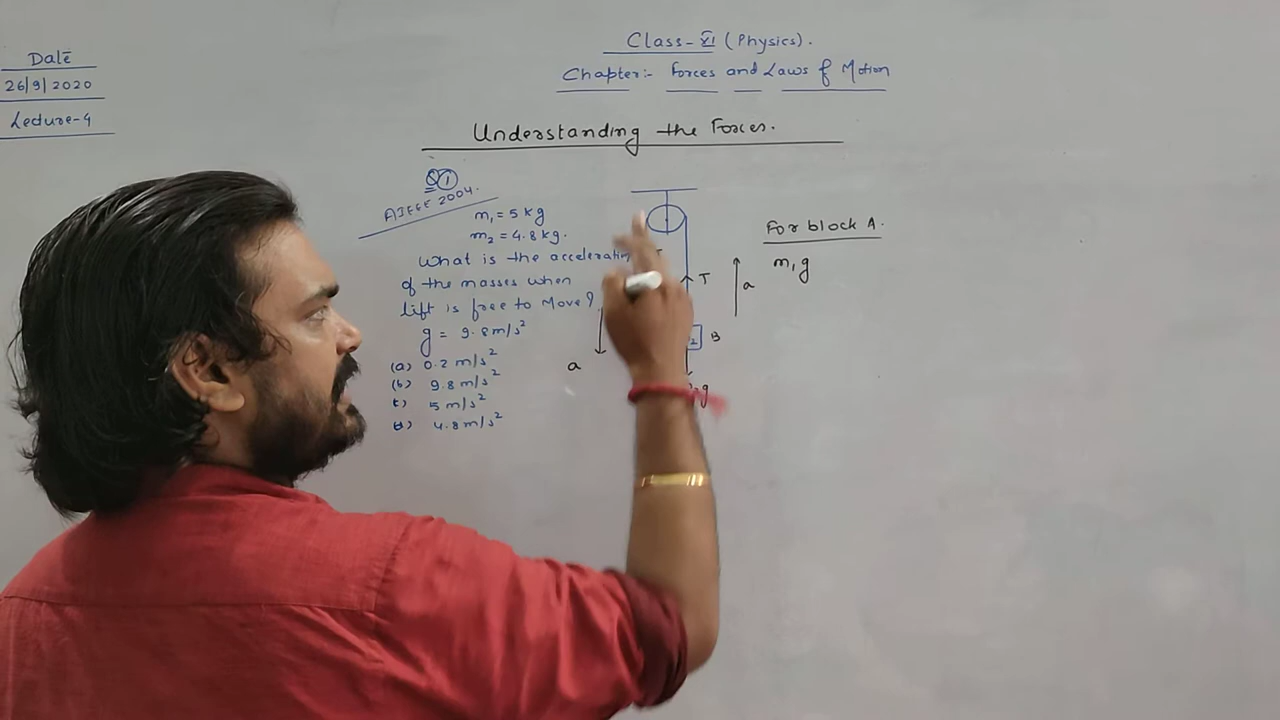 Date
26/9/2020
Lecture-4
Class-XI (Physics).
Chapter:- Forces and Laws of Motion
Understanding the Forces.
Q1
AIEEE 2004.
m₁ = 5 kg
m₂ = 4.8 kg.
What is the acceleration
of the masses when
lift is free to Move?
g = 9.8 m/s²
(a) 0.2 m/s²
(b) 9.8 m/s²
(c) 5 m/s²
(d) 4.8 m/s²
T
a
B
a
For block A.
m₁g